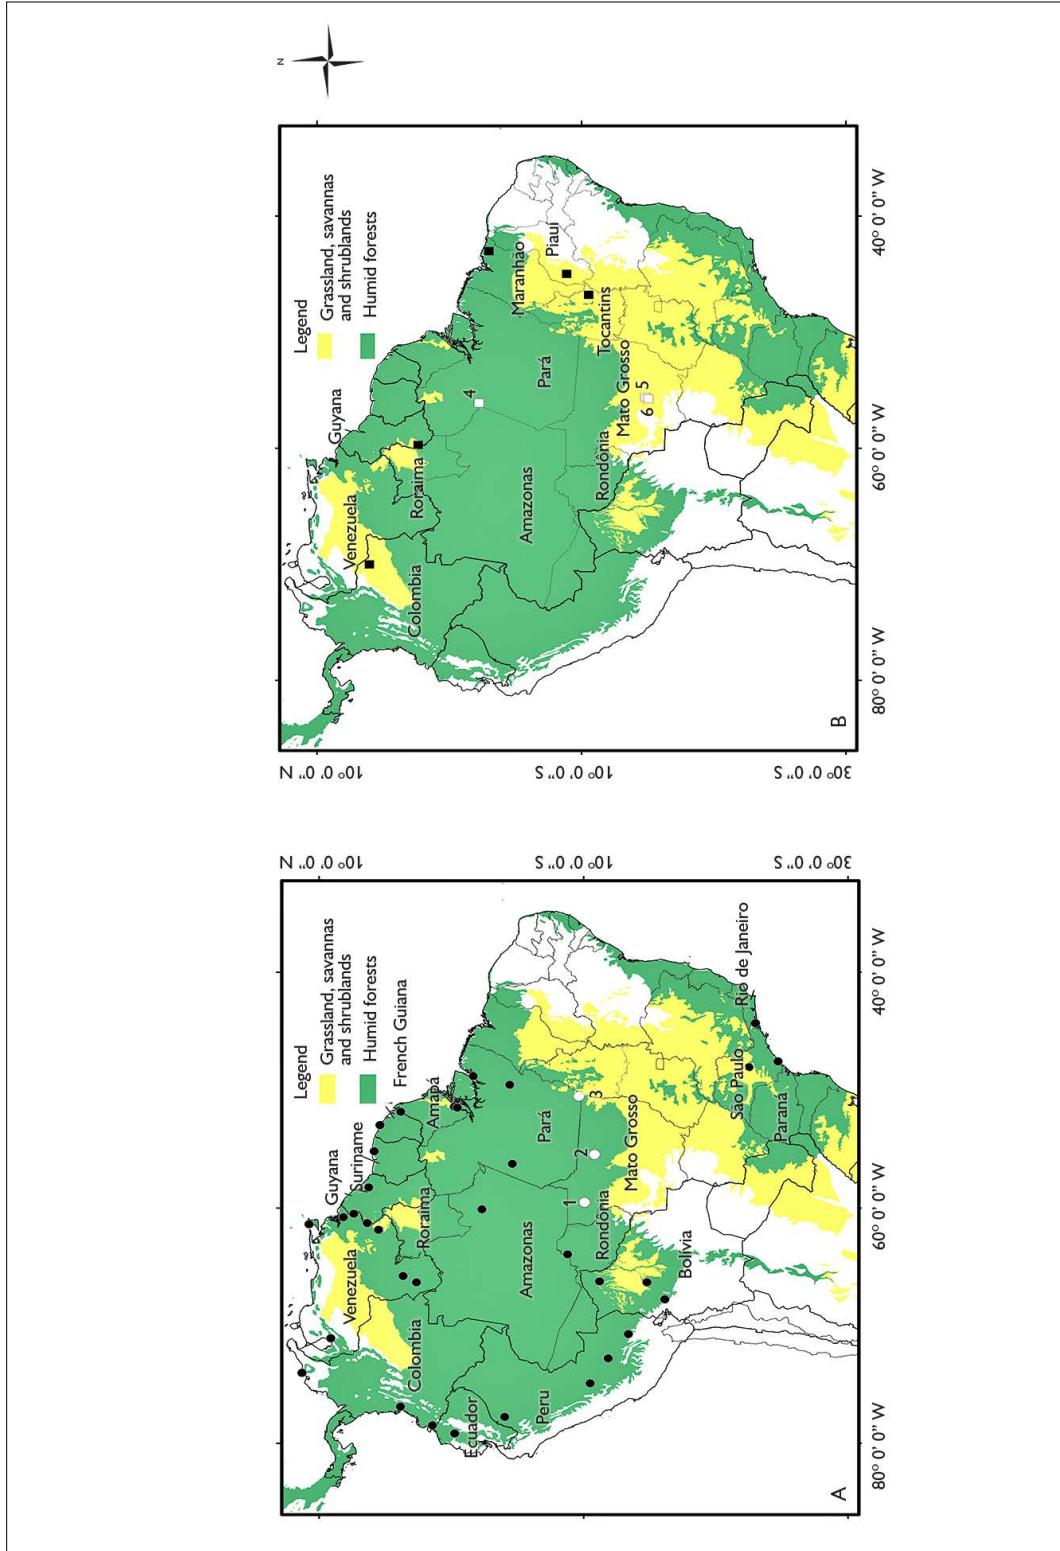 N
Legend
Grassland, savannas
and shrublands
Humid forests
Guyana
Venezuela
Roraima
Colombia
4
Amazonas
Pará
Maranhão
Piauí
Tocantins
Rondônia
Mato Grosso
6
5
B
10° 0' 0" N
10° 0' 0" S
30° 0' 0" S
80° 0' 0" W
60° 0' 0" W
40° 0' 0" W
Legend
Grassland, savannas
and shrublands
Humid forests
French Guiana
Guyana
Suriname
Amapá
Venezuela
Roraima
Colombia
Ecuador
Peru
Amazonas
Pará
1
2
3
Rondônia
Mato Grosso
Bolivia
São Paulo
Rio de Janeiro
Paraná
A
10° 0' 0" N
10° 0' 0" S
30° 0' 0" S
80° 0' 0" W
60° 0' 0" W
40° 0' 0" W